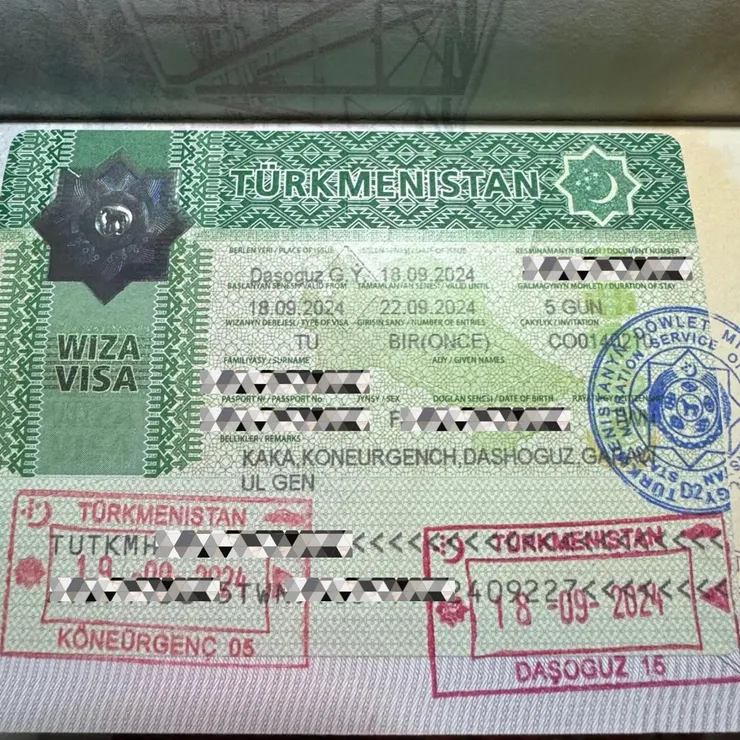 TÜRKMENISTAN
BERLEN ÝERI / PLACE OF ISSUE
RESMINAMANYŇ BELGISI / DOCUMENT NUMBER
Daşoguz G.Ý. 18.09.2024
BAŞLANÝAN SENESI / VALID FROM TAMAMLANÝAN SENESI / VALID UNTIL GALMAGYNYŇ MÖHLETI / DURATION OF STAY
18.09.2024 22.09.2024 5 GUN
WIZANYŇ DEREJESI / TYPE OF VISA GIRIŞIŇ SANY / NUMBER OF ENTRIES ÇAKYLYK / INVITATION
TU BIR(ONCE)
WIZA
VISA
FAMILIÝASY / SURNAME ADY / GIVEN NAMES
PASPORT № / PASSPORT No. JYNSY / SEX DOGLAN SENESI / DATE OF BIRTH
F
BELLIKLER / REMARKS
KAKA,KONEURGENCH,DASHOGUZ,
UL GEN
TÜRKMENISTAN
TUTKMH <<<<<<<<<<<<
19 -09- 2024
KÖNEÜRGENÇ 05
TÜRKMENISTAN
2409227<<<<<<<
18 -09- 2024
DAŞOGUZ 15